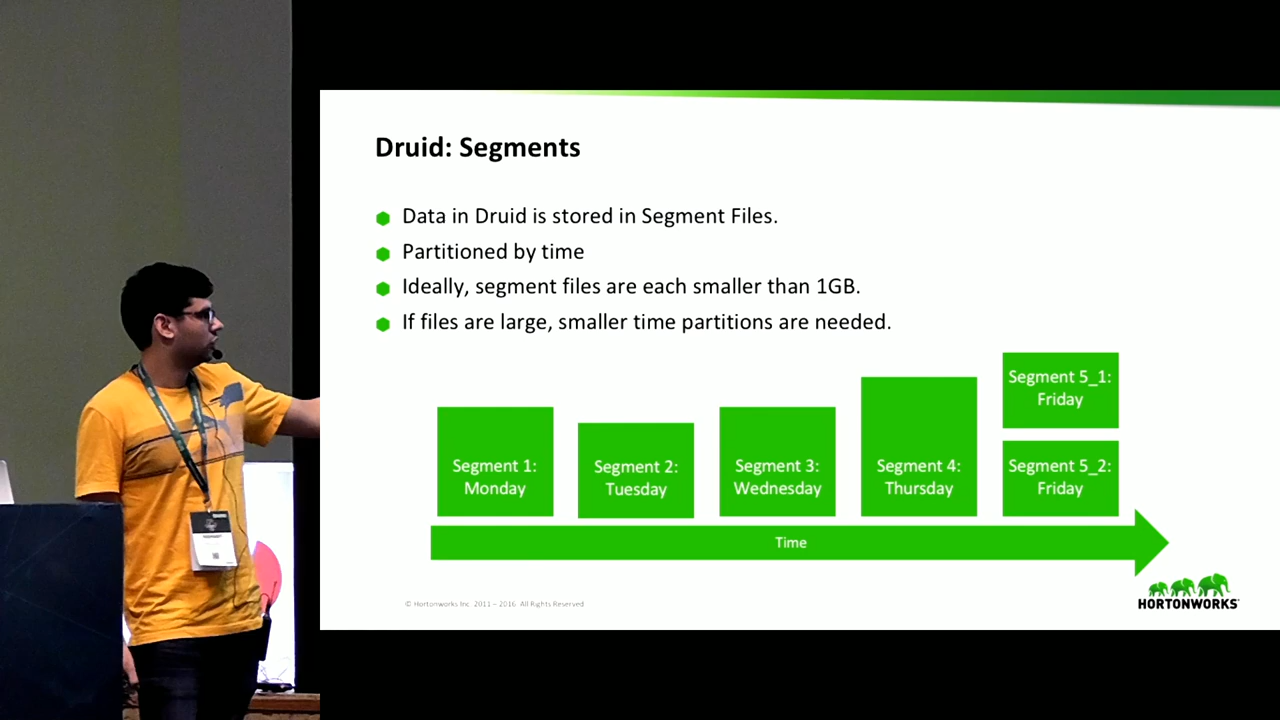 Druid: Segments
Data in Druid is stored in Segment Files.
Partitioned by time
Ideally, segment files are each smaller than 1GB.
If files are large, smaller time partitions are needed.
Segment 1:
Monday
Segment 2:
Tuesday
Segment 3:
Wednesday
Segment 4:
Thursday
Segment 5_1:
Friday
Segment 5_2:
Friday
Time
© Hortonworks Inc 2011 – 2016 All Rights Reserved
HORTONWORKS